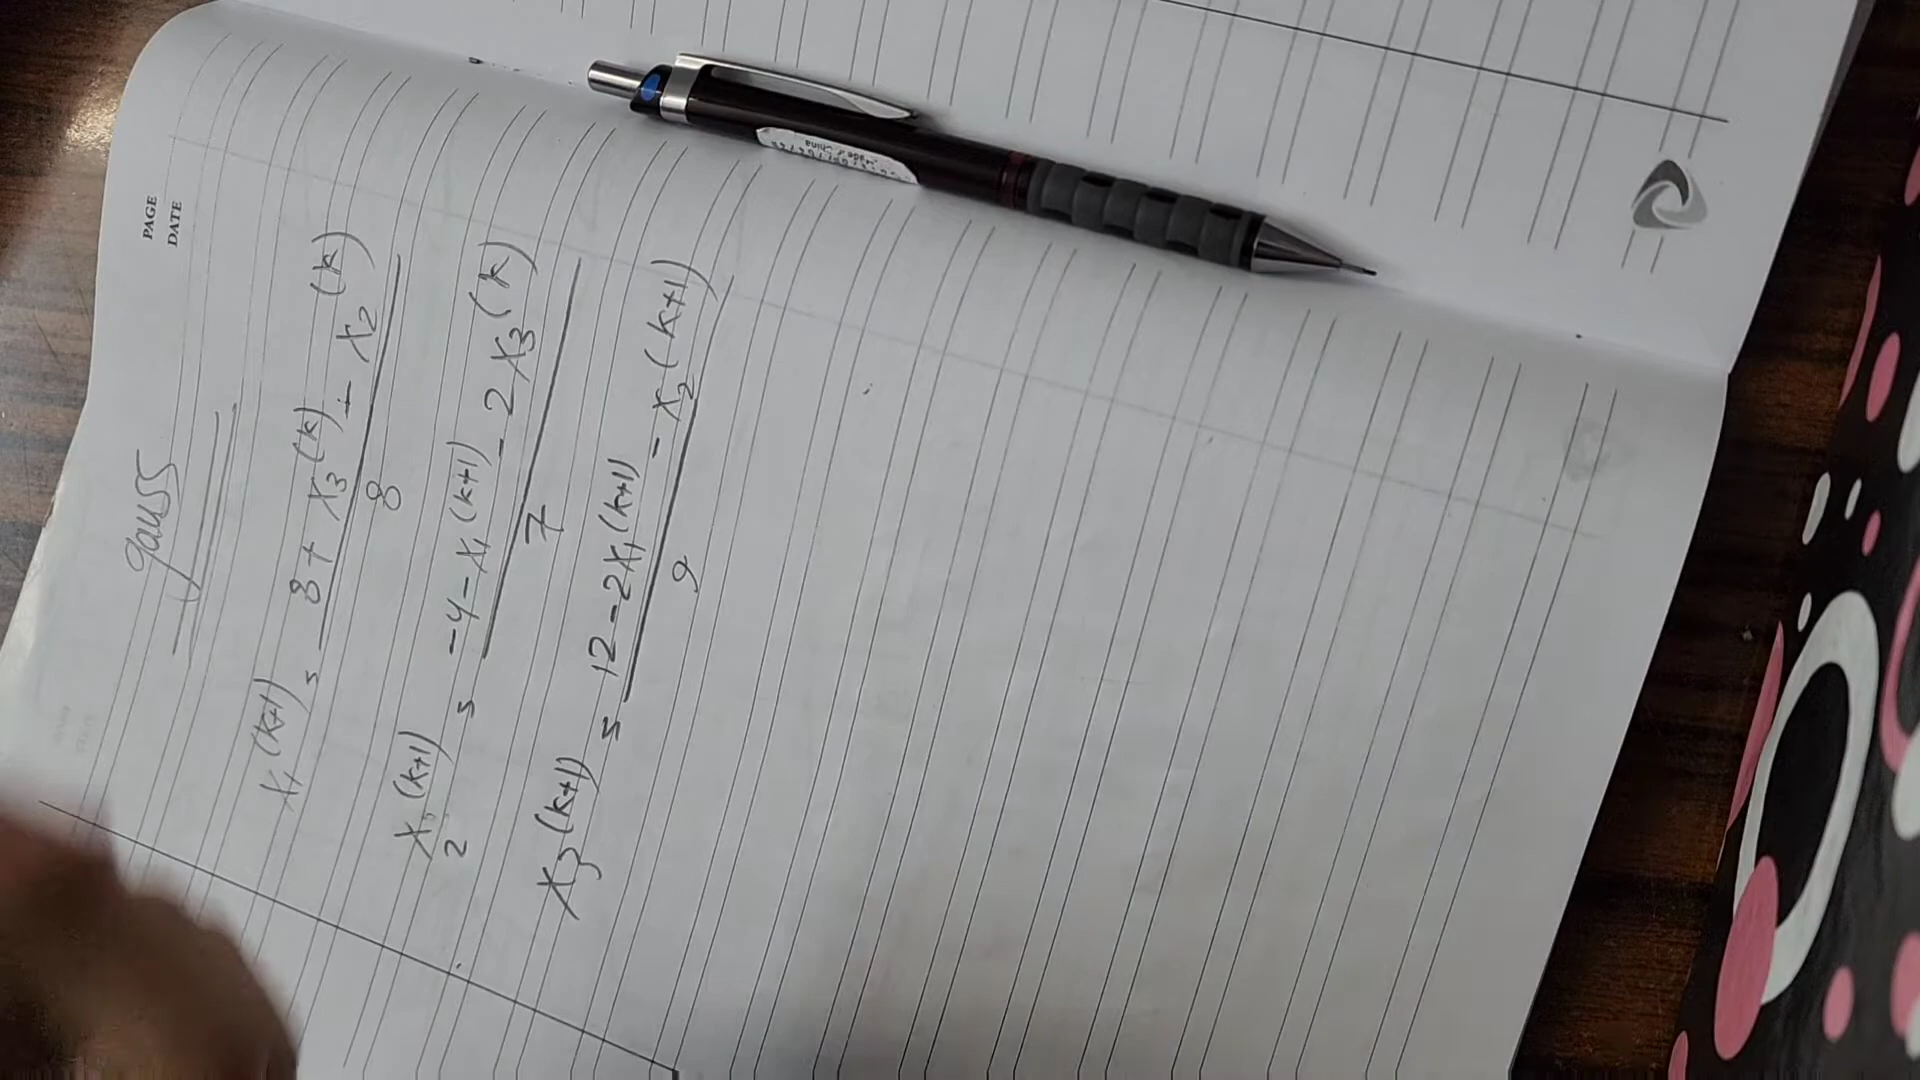 PAGE
DATE
gauss
x₁⁽ᵏ⁺¹⁾ = 8 + x₃⁽ᵏ⁾ - x₂⁽ᵏ⁾
8
x₂⁽ᵏ⁺¹⁾ = -4 - x₁⁽ᵏ⁺¹⁾ - 2x₃⁽ᵏ⁾
7
x₃⁽ᵏ⁺¹⁾ = 12 - 2x₁⁽ᵏ⁺¹⁾ - x₂⁽ᵏ⁺¹⁾
9